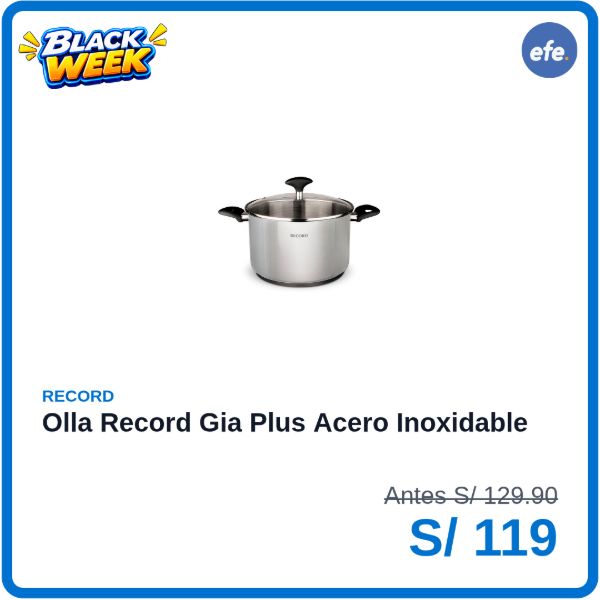 BLACK
WEEK
efe.
RECORD
RECORD
Olla Record Gia Plus Acero Inoxidable
Antes S/ 129.90
S/ 119